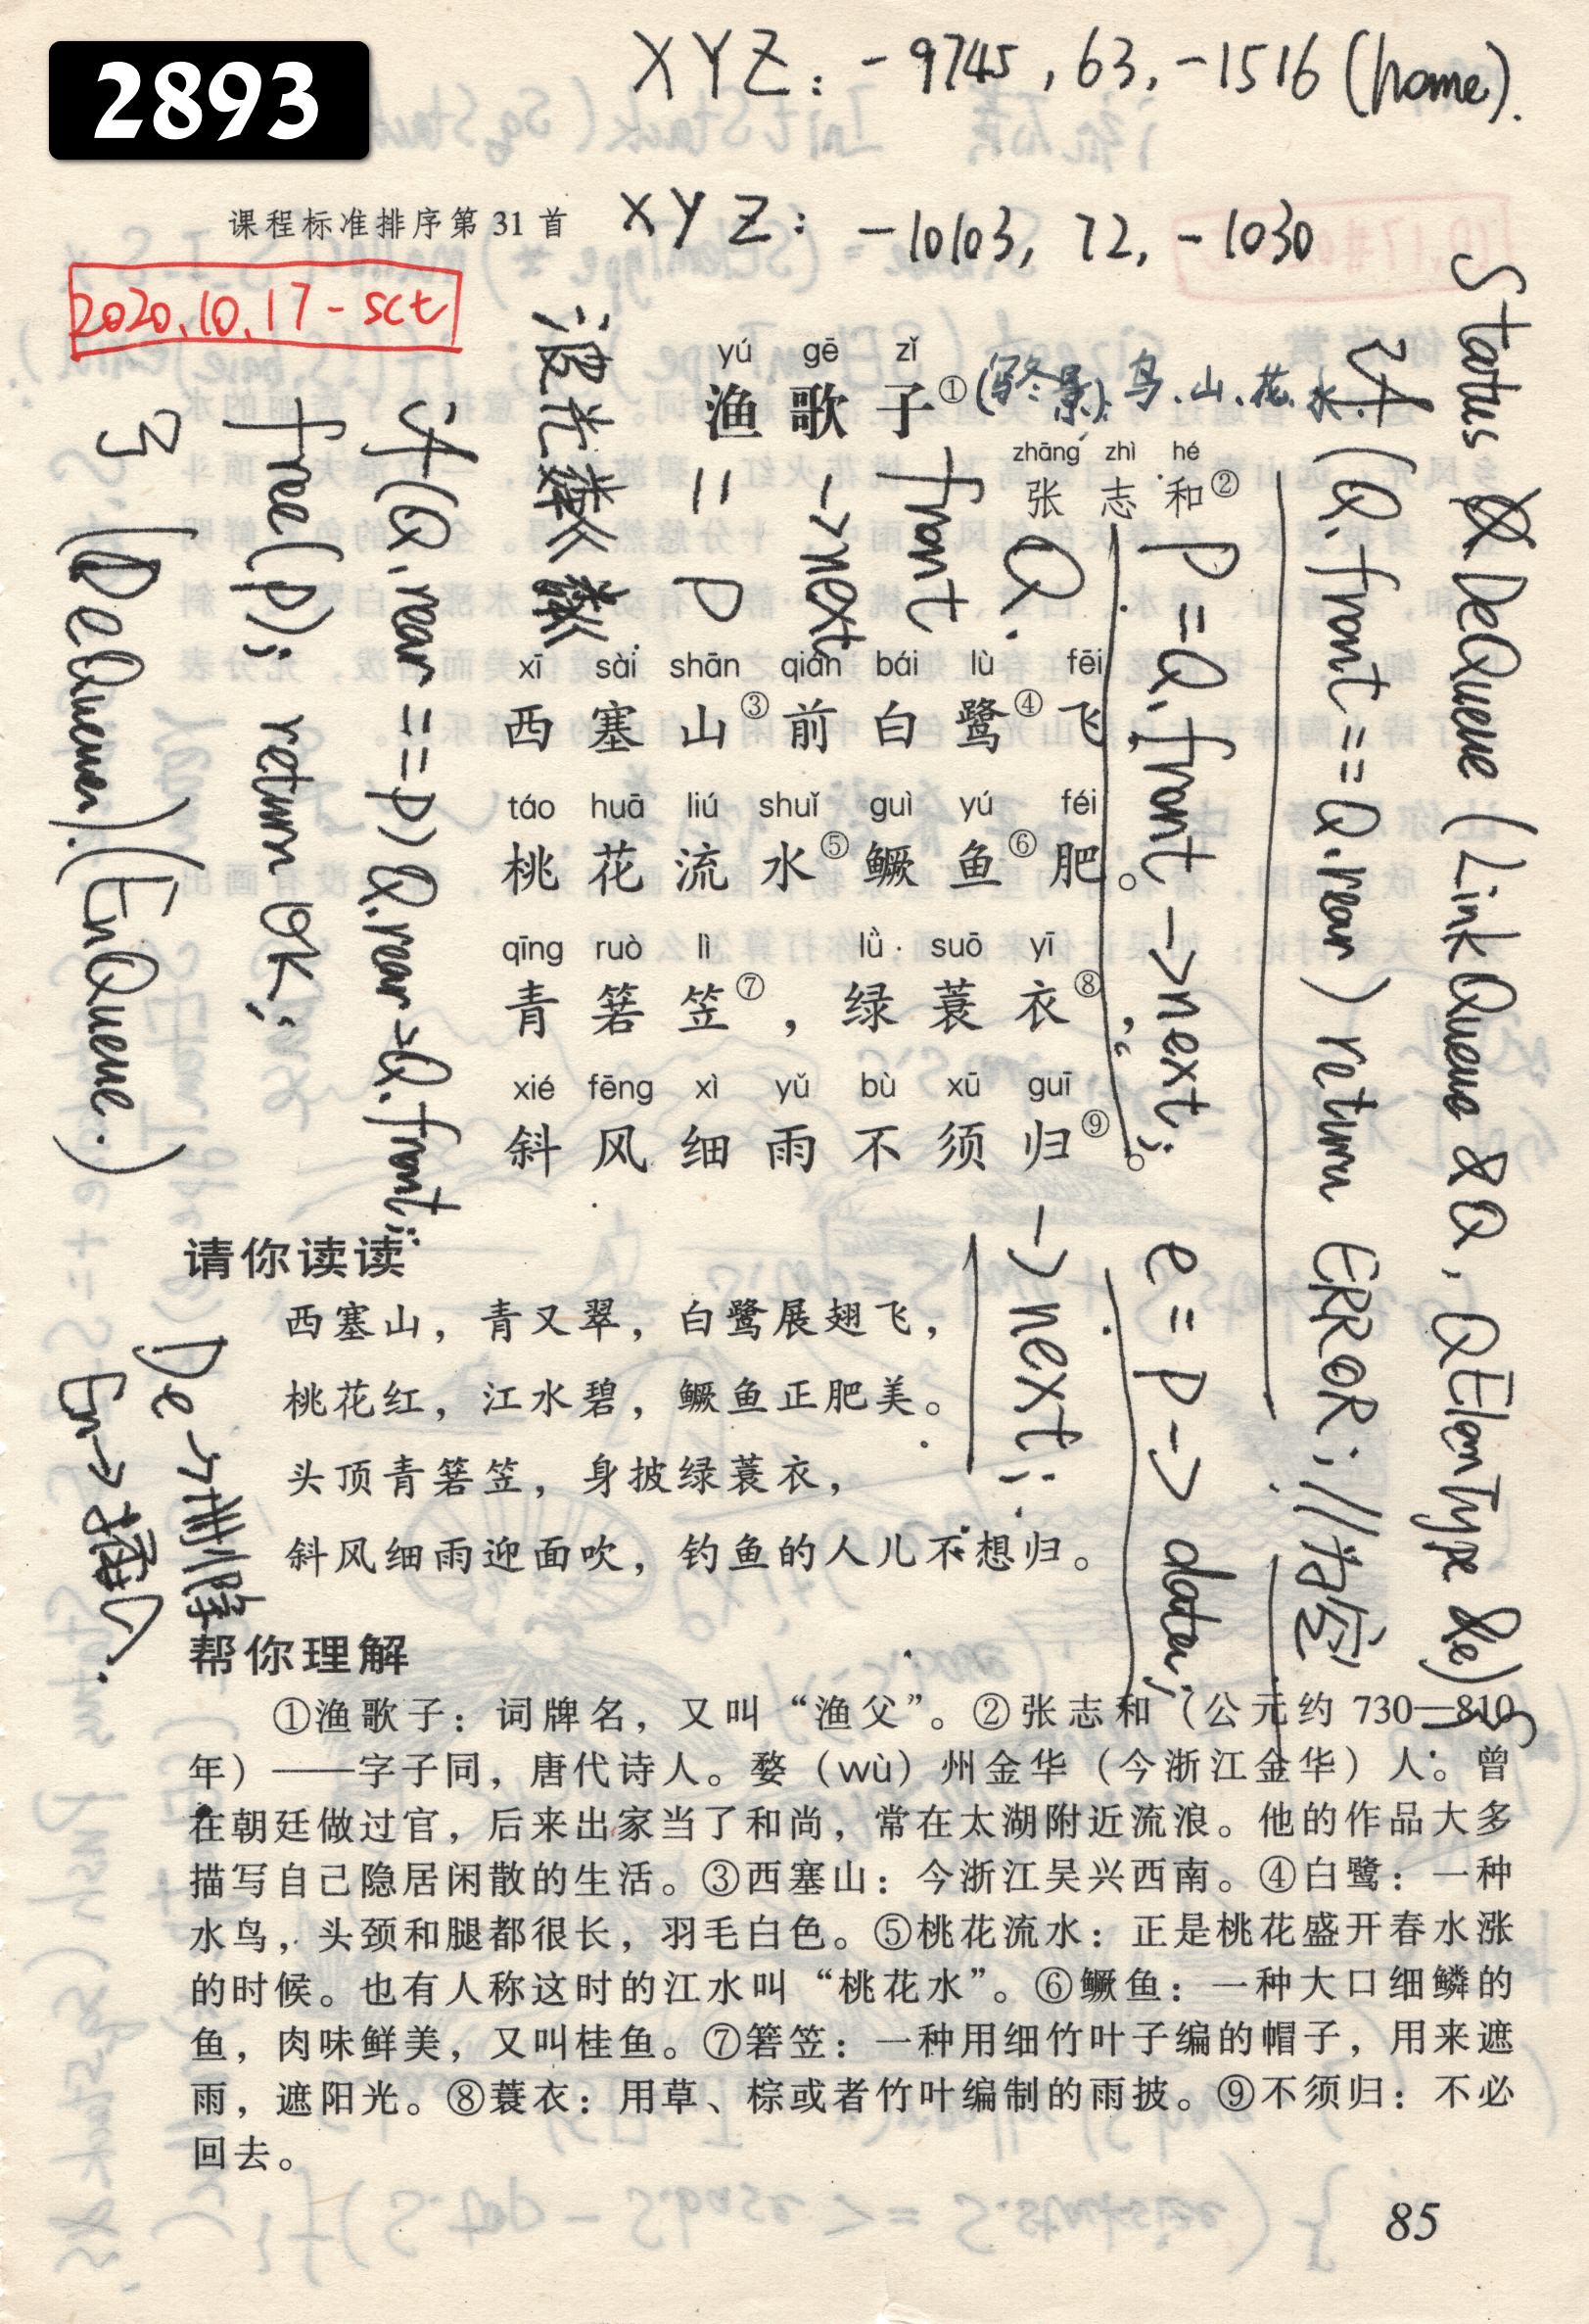 2893
XYZ: -9745, 63, -1516 (home).
课程标准排序第 31 首
XYZ: -10103, 72, -1030
2020.10.17-sct
yú gē zǐ
渔歌子①
鸟、山、花、水
zhāng zhì hé
张志和②
xī sài shān qián bái lù fēi
西塞山③前白鹭④飞,
táo huā liú shuǐ guì yú féi
桃花流水⑤鳜鱼⑥肥。
qīng ruò lì lǜ suō yī
青箬笠⑦，绿蓑衣⑧，
xié fēng xì yǔ bù xū guī
斜风细雨不须归⑨。
Status DeQueue (LinkQueue &Q, QElemType &e) {
if (Q.front == Q.rear) return ERROR; //为空
P = Q.front ->next;
e = P -> data;
Q.
front
->next
= P
->next;
if (Q.rear == P) Q.rear > Q.front;
free(P); return OK;
}
(DeQueue).(EnQueue.)
De → 删除
En → 插入.
请你读读
西塞山，青又翠，白鹭展翅飞，
桃花红，江水碧，鳜鱼正肥美。
头顶青箬笠，身披绿蓑衣，
斜风细雨迎面吹，钓鱼的人儿不想归。
帮你理解
①渔歌子：词牌名，又叫“渔父”。②张志和（公元约 730—810
年）——字子同，唐代诗人。婺（wù）州金华（今浙江金华）人。曾
在朝廷做过官，后来出家当了和尚，常在太湖附近流浪。他的作品大多
描写自己隐居闲散的生活。③西塞山：今浙江吴兴西南。④白鹭：一种
水鸟，头颈和腿都很长，羽毛白色。⑤桃花流水：正是桃花盛开春水涨
的时候。也有人称这时的江水叫“桃花水”。⑥鳜鱼：一种大口细鳞的
鱼，肉味鲜美，又叫桂鱼。⑦箬笠：一种用细竹叶子编的帽子，用来遮
雨，遮阳光。⑧蓑衣：用草、棕或者竹叶编制的雨披。⑨不须归：不必
回去。
85